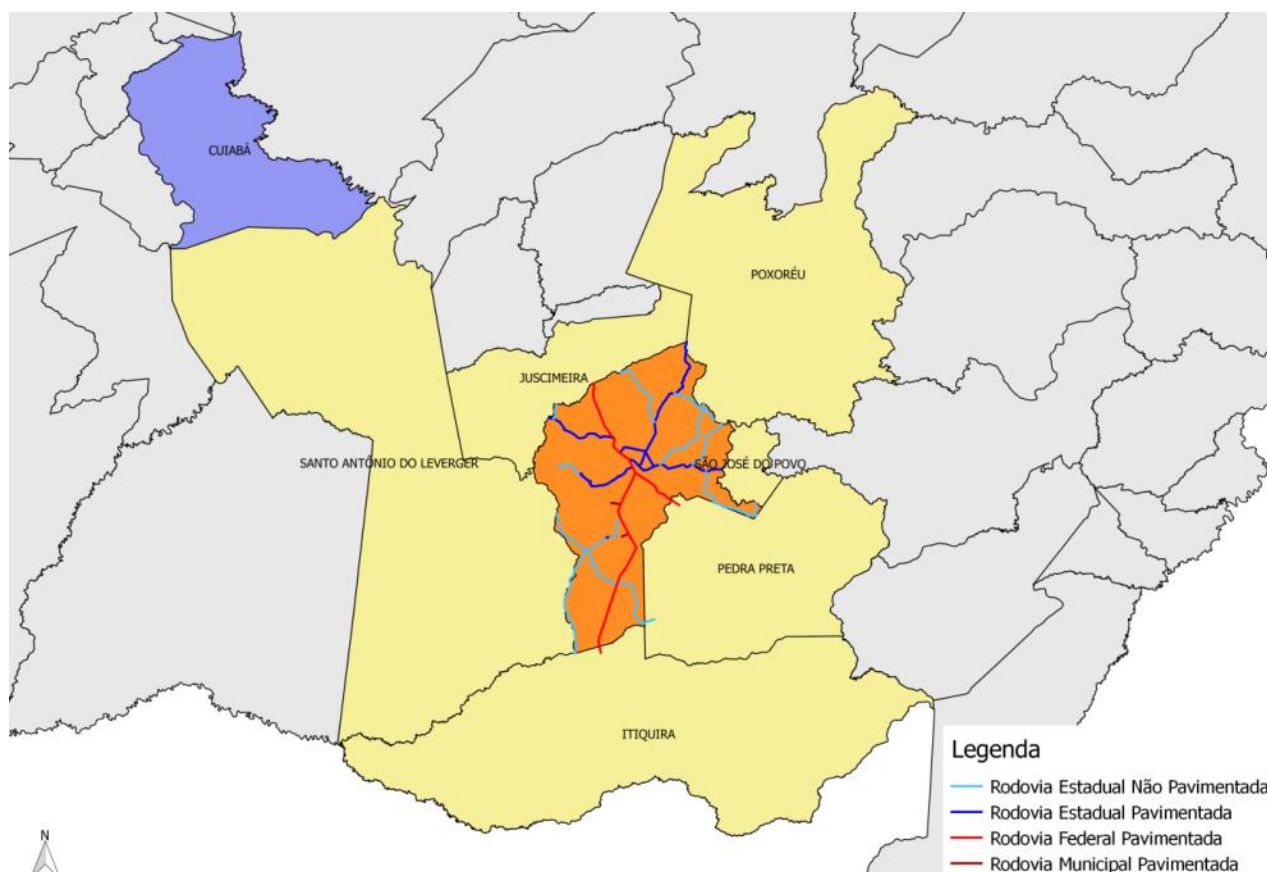 CUIABÁ
POXORÉU
JUSCIMEIRA
SANTO ANTÔNIO DO LEVERGER
SÃO JOSÉ DO POVO
PEDRA PRETA
ITIQUIRA
Legenda
Rodovia Estadual Não Pavimentada
Rodovia Estadual Pavimentada
Rodovia Federal Pavimentada
Rodovia Municipal Pavimentada
N